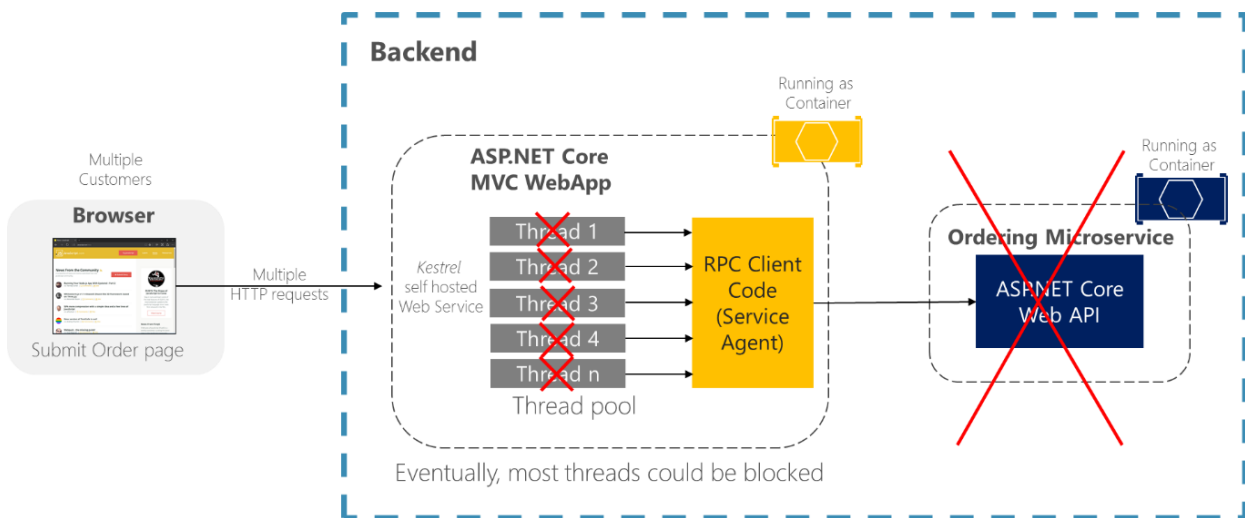 Backend
Running as
Container
Running as
Container
Multiple
Customers
Browser
Submit Order page
Multiple
HTTP requests
ASP.NET Core
MVC WebApp
Kestrel
self hosted
Web Service
Thread 1
Thread 2
Thread 3
Thread 4
Thread n
Thread pool
RPC Client
Code
(Service
Agent)
Ordering Microservice
ASP.NET Core
Web API
Eventually, most threads could be blocked